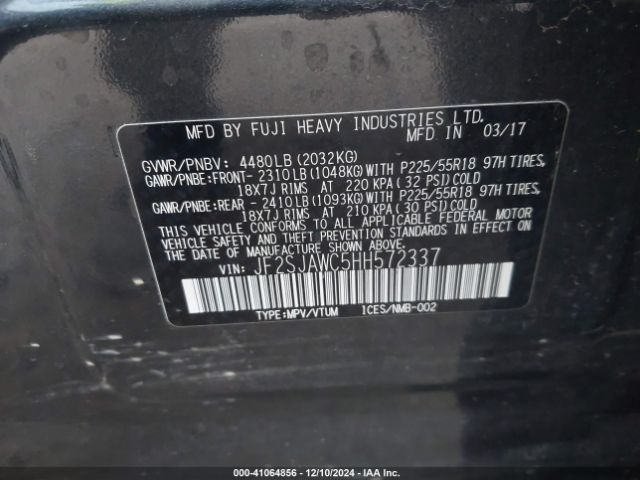 MFD BY FUJI HEAVY INDUSTRIES LTD.
MFD IN 03/17
GVWR/PNBV: 4480LB (2032KG)
GAWR/PNBE:FRONT- 2310LB(1048KG)WITH P225/55R18 97H TIRES,
18X7J RIMS AT 220 KPA(32 PSI)COLD
GAWR/PNBE:REAR - 2410LB(1093KG)WITH P225/55R18 97H TIRES,
18X7J RIMS AT 210 KPA(30 PSI)COLD
THIS VEHICLE CONFORMS TO ALL APPLICABLE FEDERAL MOTOR
VEHICLE SAFETY AND THEFT PREVENTION STANDARDS IN EFFECT ON
THE DATE OF MANUFACTURE SHOWN ABOVE.
VIN: JF2SJAWC5HH572337
TYPE:MPV/VTUM ICES/NMB-002
000-41064856 - 12/10/2024 - IAA Inc.